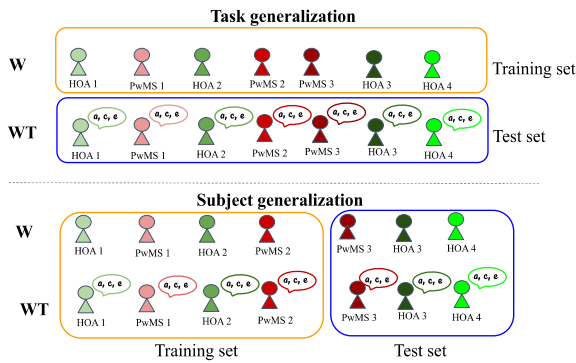 Task generalization
W
HOA 1 PwMS 1 HOA 2 PwMS 2 PwMS 3 HOA 3 HOA 4
Training set
WT
a, c, e a, c, e a, c, e a, c, e a, c, e a, c, e a, c, e
HOA 1 PwMS 1 HOA 2 PwMS 2 PwMS 3 HOA 3 HOA 4
Test set
Subject generalization
W
HOA 1 PwMS 1 HOA 2 PwMS 2 PwMS 3 HOA 3 HOA 4
WT
a, c, e a, c, e a, c, e a, c, e a, c, e a, c, e a, c, e
HOA 1 PwMS 1 HOA 2 PwMS 2 PwMS 3 HOA 3 HOA 4
Training set Test set